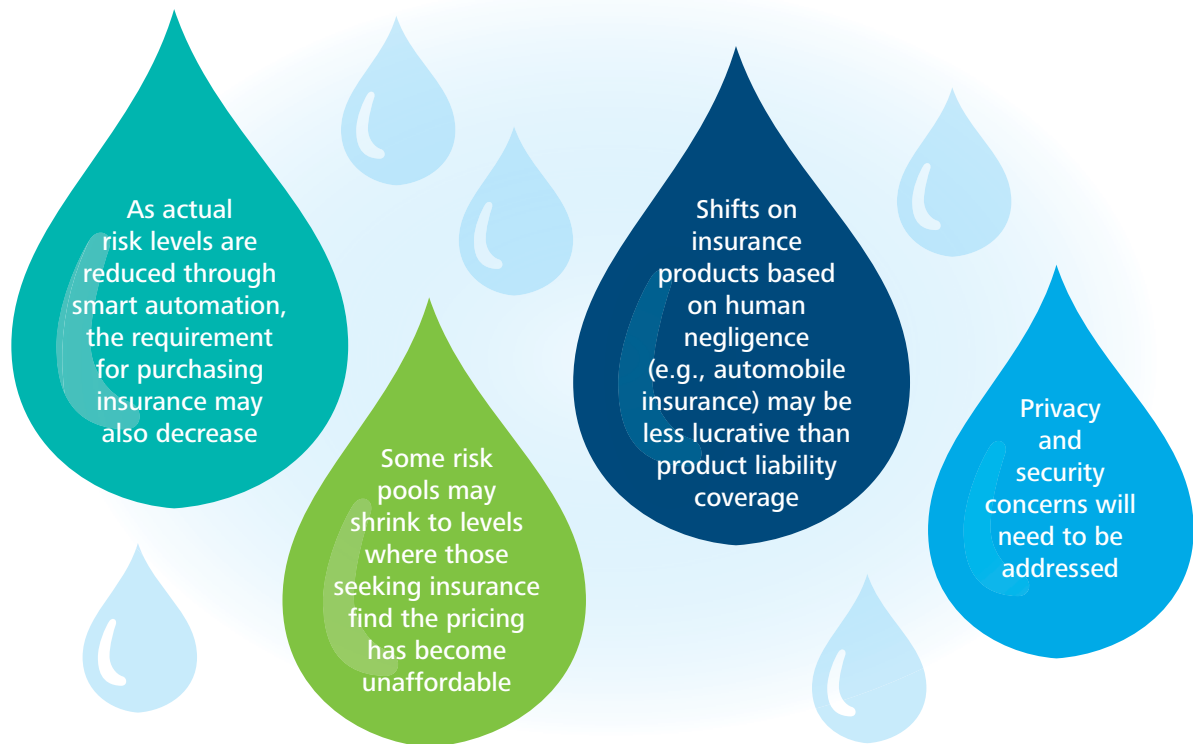 As actual
risk levels are
reduced through
smart automation,
the requirement
for purchasing
insurance may
also decrease
Some risk
pools may
shrink to levels
where those
seeking insurance
find the pricing
has become
unaffordable
Shifts on
insurance
products based
on human
negligence
(e.g., automobile
insurance) may be
less lucrative than
product liability
coverage
Privacy
and
security
concerns will
need to be
addressed